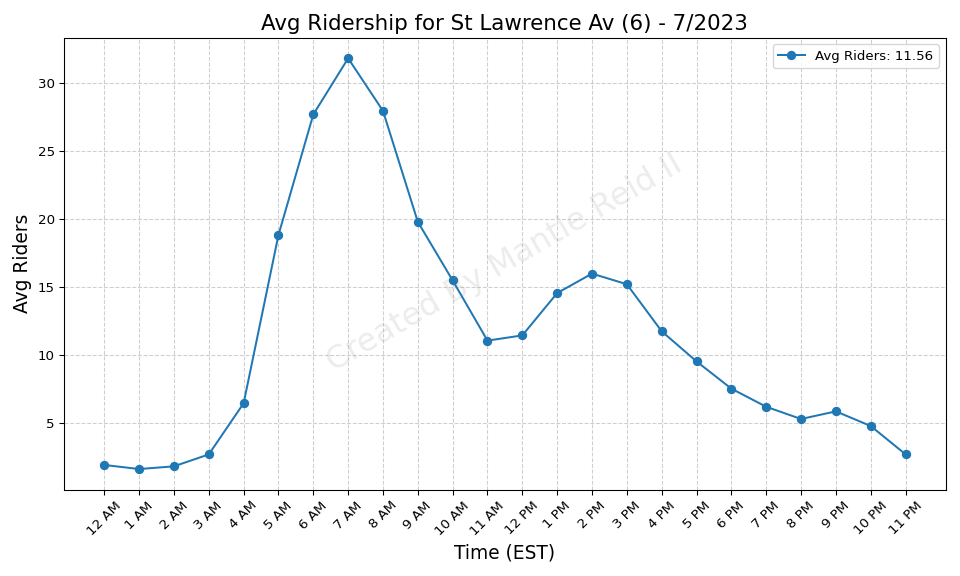 Avg Ridership for St Lawrence Av (6) - 7/2023
Avg Riders: 11.56
Avg Riders
30
25
20
15
10
5
Created By Mantle Reid II
12 AM
1 AM
2 AM
3 AM
4 AM
5 AM
6 AM
7 AM
8 AM
9 AM
10 AM
11 AM
12 PM
1 PM
2 PM
3 PM
4 PM
5 PM
6 PM
7 PM
8 PM
9 PM
10 PM
11 PM
Time (EST)